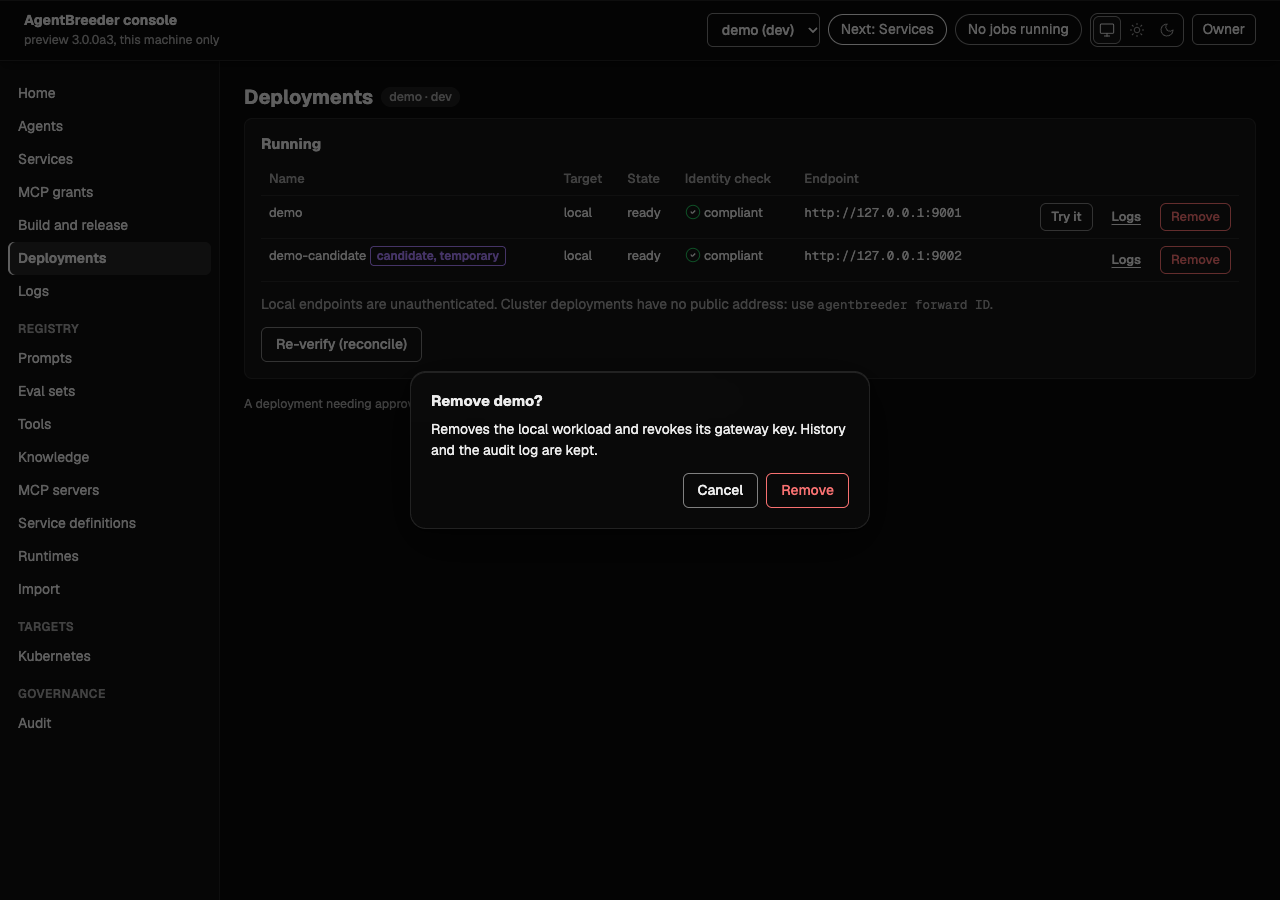 AgentBreeder console
preview 3.0.0a3, this machine only
demo (dev)
Next: Services
No jobs running
Owner
Home
Agents
Services
MCP grants
Build and release
Deployments
Logs
REGISTRY
Prompts
Eval sets
Tools
Knowledge
MCP servers
Service definitions
Runtimes
Import
TARGETS
Kubernetes
GOVERNANCE
Audit
Deployments demo · dev
Running
Name Target State Identity check Endpoint
demo local ready compliant http://127.0.0.1:9001 Try it Logs Remove
demo-candidate candidate, temporary local ready compliant http://127.0.0.1:9002 Logs Remove
Local endpoints are unauthenticated. Cluster deployments have no public address: use agentbreeder forward ID.
Re-verify (reconcile)
A deployment needing
Remove demo?
Removes the local workload and revokes its gateway key. History
and the audit log are kept.
Cancel
Remove